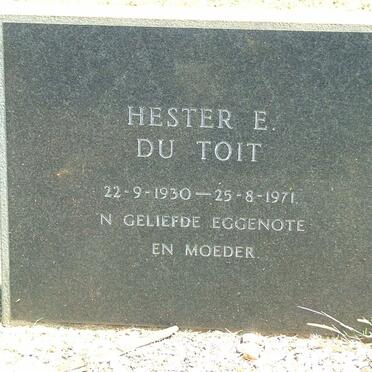 HESTER E.
DU TOIT
22-9-1930—25-8-1971.
'N GELIEFDE EGGENOTE
EN MOEDER